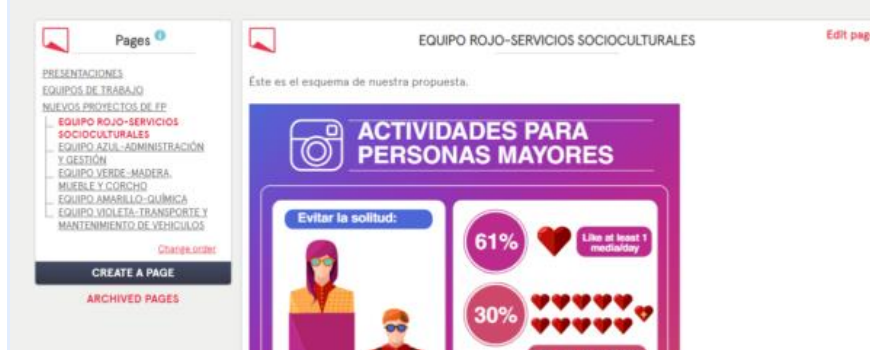 Pages i
PRESENTACIONES
EQUIPOS DE TRABAJO
NUEVOS PROYECTOS DE FP
EQUIPO ROJO-SERVICIOS
SOCIOCULTURALES
EQUIPO AZUL-ADMINISTRACIÓN
Y GESTIÓN
EQUIPO VERDE-MADERA,
MUEBLE Y CORCHO
EQUIPO AMARILLO-QUÍMICA
EQUIPO VIOLETA-TRANSPORTE Y
MANTENIMIENTO DE VEHICULOS
Change order
CREATE A PAGE
ARCHIVED PAGES
EQUIPO ROJO-SERVICIOS SOCIOCULTURALES
Edit page
Éste es el esquema de nuestra propuesta.
ACTIVIDADES PARA
PERSONAS MAYORES
Evitar la solitud:
61%
Like at least 1
media/day
30%